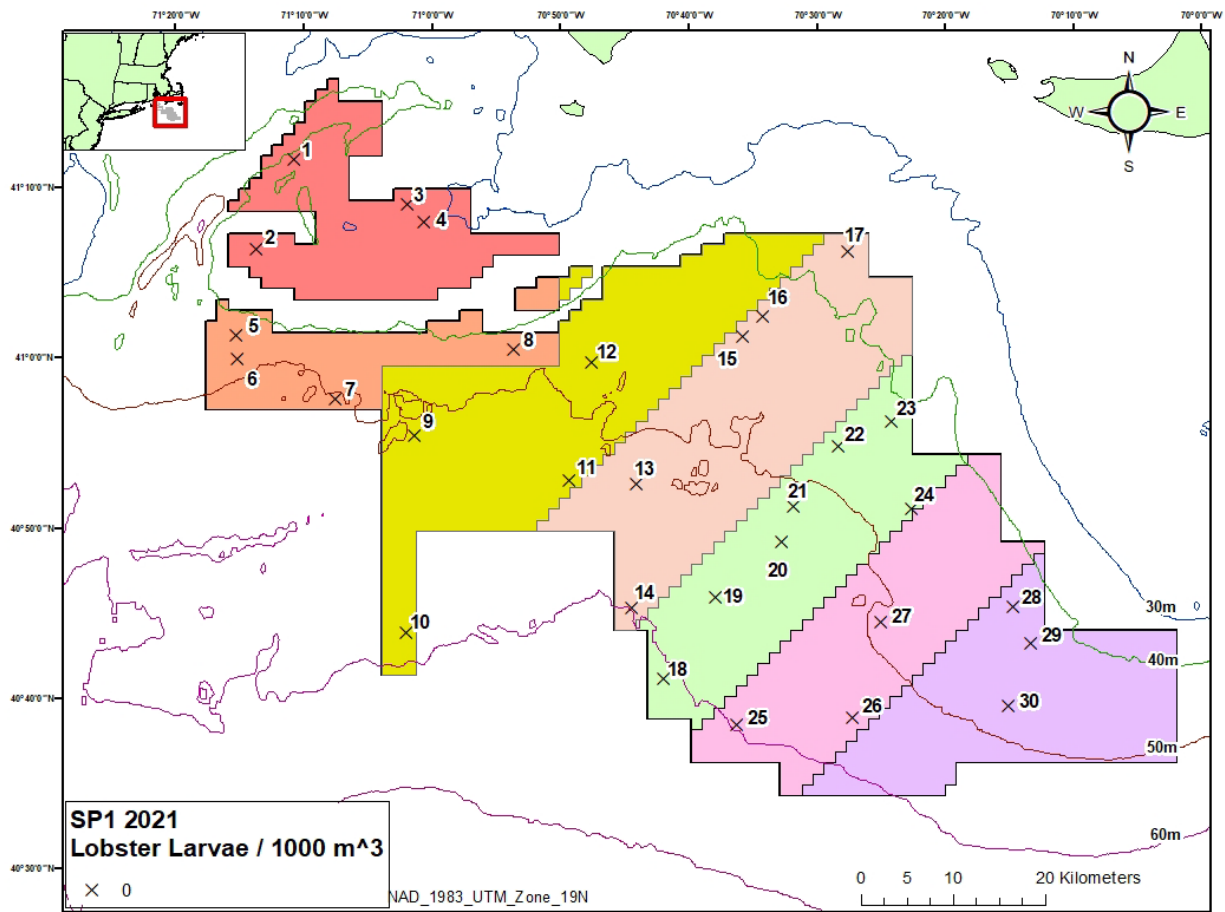 71°20'0"W 71°10'0"W 71°0'0"W 70°50'0"W 70°40'0"W 70°30'0"W 70°20'0"W 70°10'0"W 70°0'0"W
N
W E
S
1
41°10'0"N
3
4
2
17
16
5
15
8
41°0'0"N
12
6
7
23
9
22
11
13
21
24
40°50'0"N
20
14
19
28
30m
27
10
29
40m
18
40°40'0"N
30
25
26
50m
60m
SP1 2021
Lobster Larvae / 1000 m^3
0
40°30'0"N
NAD_1983_UTM_Zone_19N
0 5 10 20 Kilometers